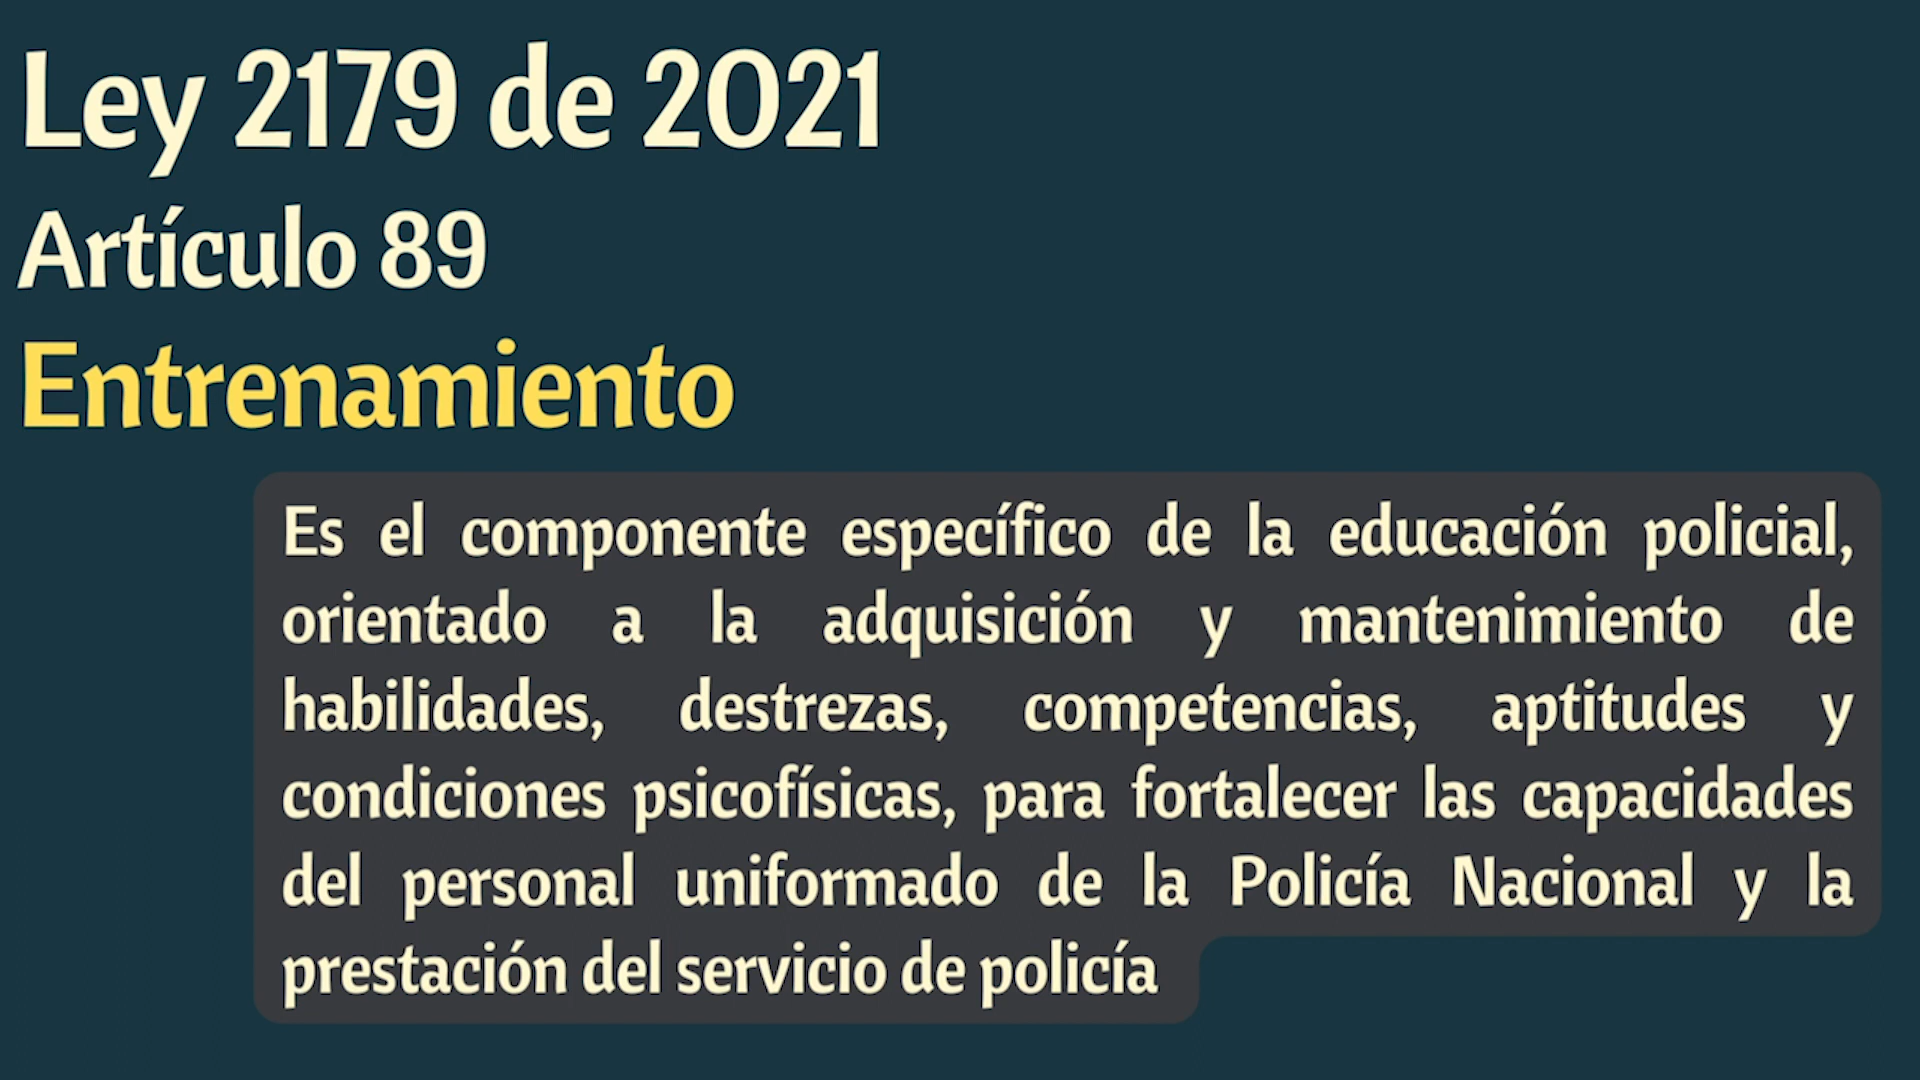 Ley 2179 de 2021
Artículo 89
Entrenamiento
Es el componente específico de la educación policial,
orientado a la adquisición y mantenimiento de
habilidades, destrezas, competencias, aptitudes y
condiciones psicofísicas, para fortalecer las capacidades
del personal uniformado de la Policía Nacional y la
prestación del servicio de policía